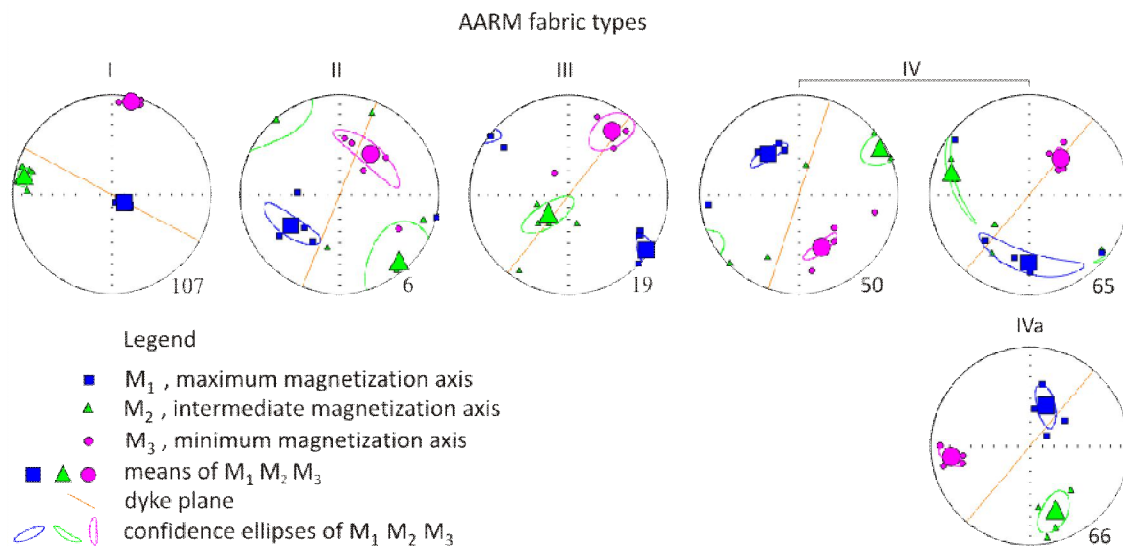 AARM fabric types
I II III IV
107 6 19 50 65
Legend
IVa
M1 , maximum magnetization axis
M2 , intermediate magnetization axis
M3 , minimum magnetization axis
means of M1 M2 M3
dyke plane
confidence ellipses of M1 M2 M3
66